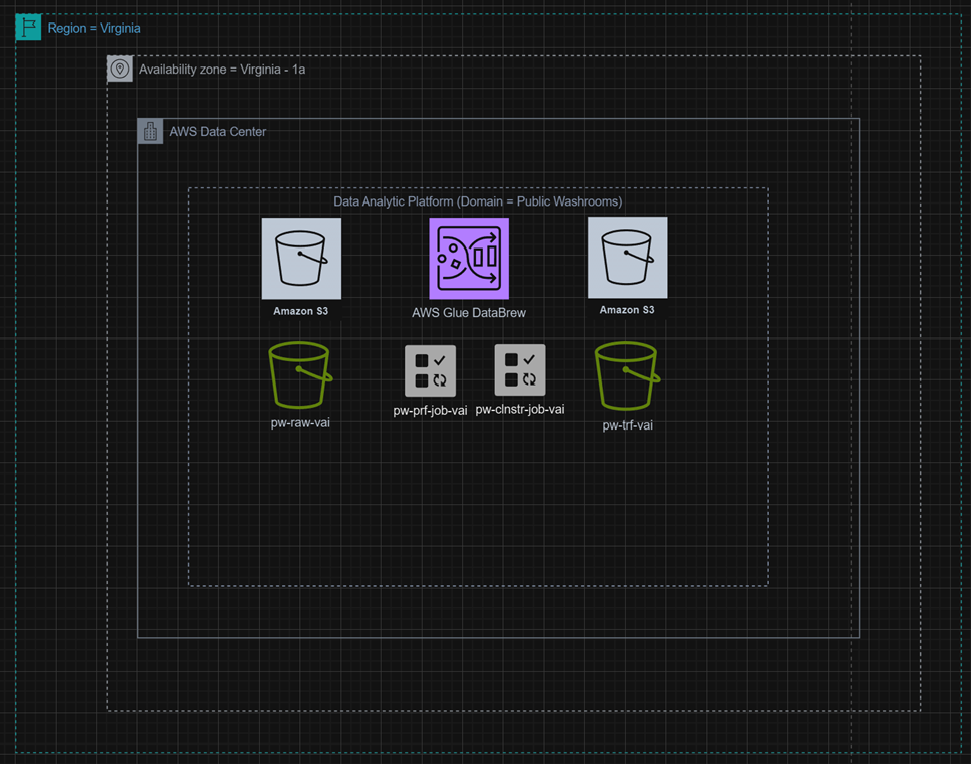 Region = Virginia
Availability zone = Virginia - 1a
AWS Data Center
Data Analytic Platform (Domain = Public Washrooms)
Amazon S3
AWS Glue DataBrew
Amazon S3
pw-raw-vai
pw-prf-job-vai
pw-clnstr-job-vai
pw-trf-vai